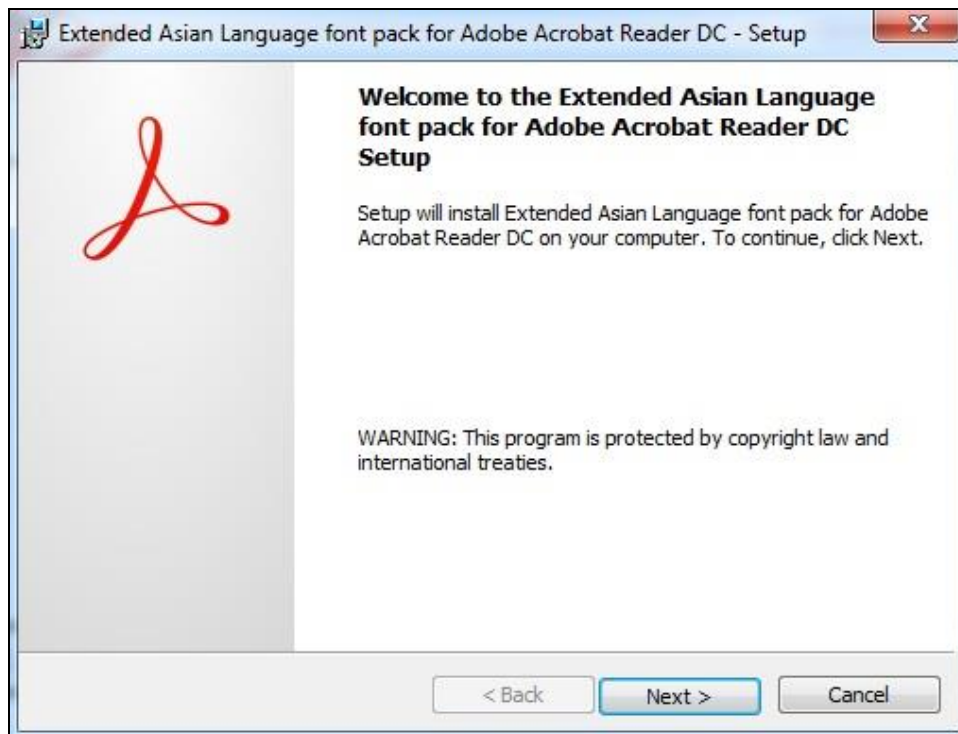 Extended Asian Language font pack for Adobe Acrobat Reader DC - Setup
Welcome to the Extended Asian Language
font pack for Adobe Acrobat Reader DC
Setup
Setup will install Extended Asian Language font pack for Adobe
Acrobat Reader DC on your computer. To continue, click Next.
WARNING: This program is protected by copyright law and
international treaties.
< Back Next > Cancel